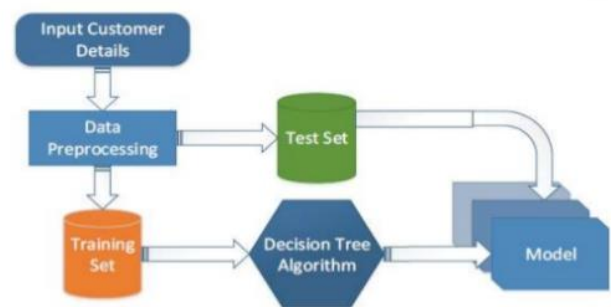 Input Customer
Details
Data
Preprocessing
Test Set
Training
Set
Decision Tree
Algorithm
Model